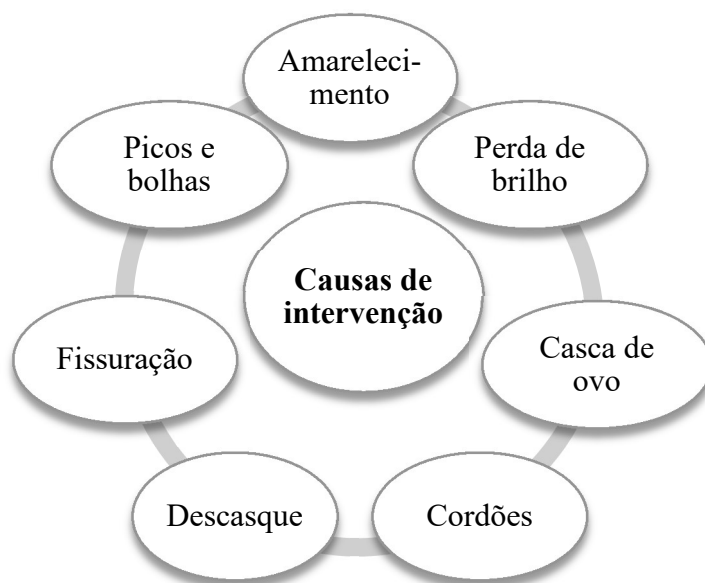 Amareleci-
mento
Perda de
brilho
Casca de
ovo
Cordões
Descasque
Fissuração
Picos e
bolhas
Causas de
intervenção